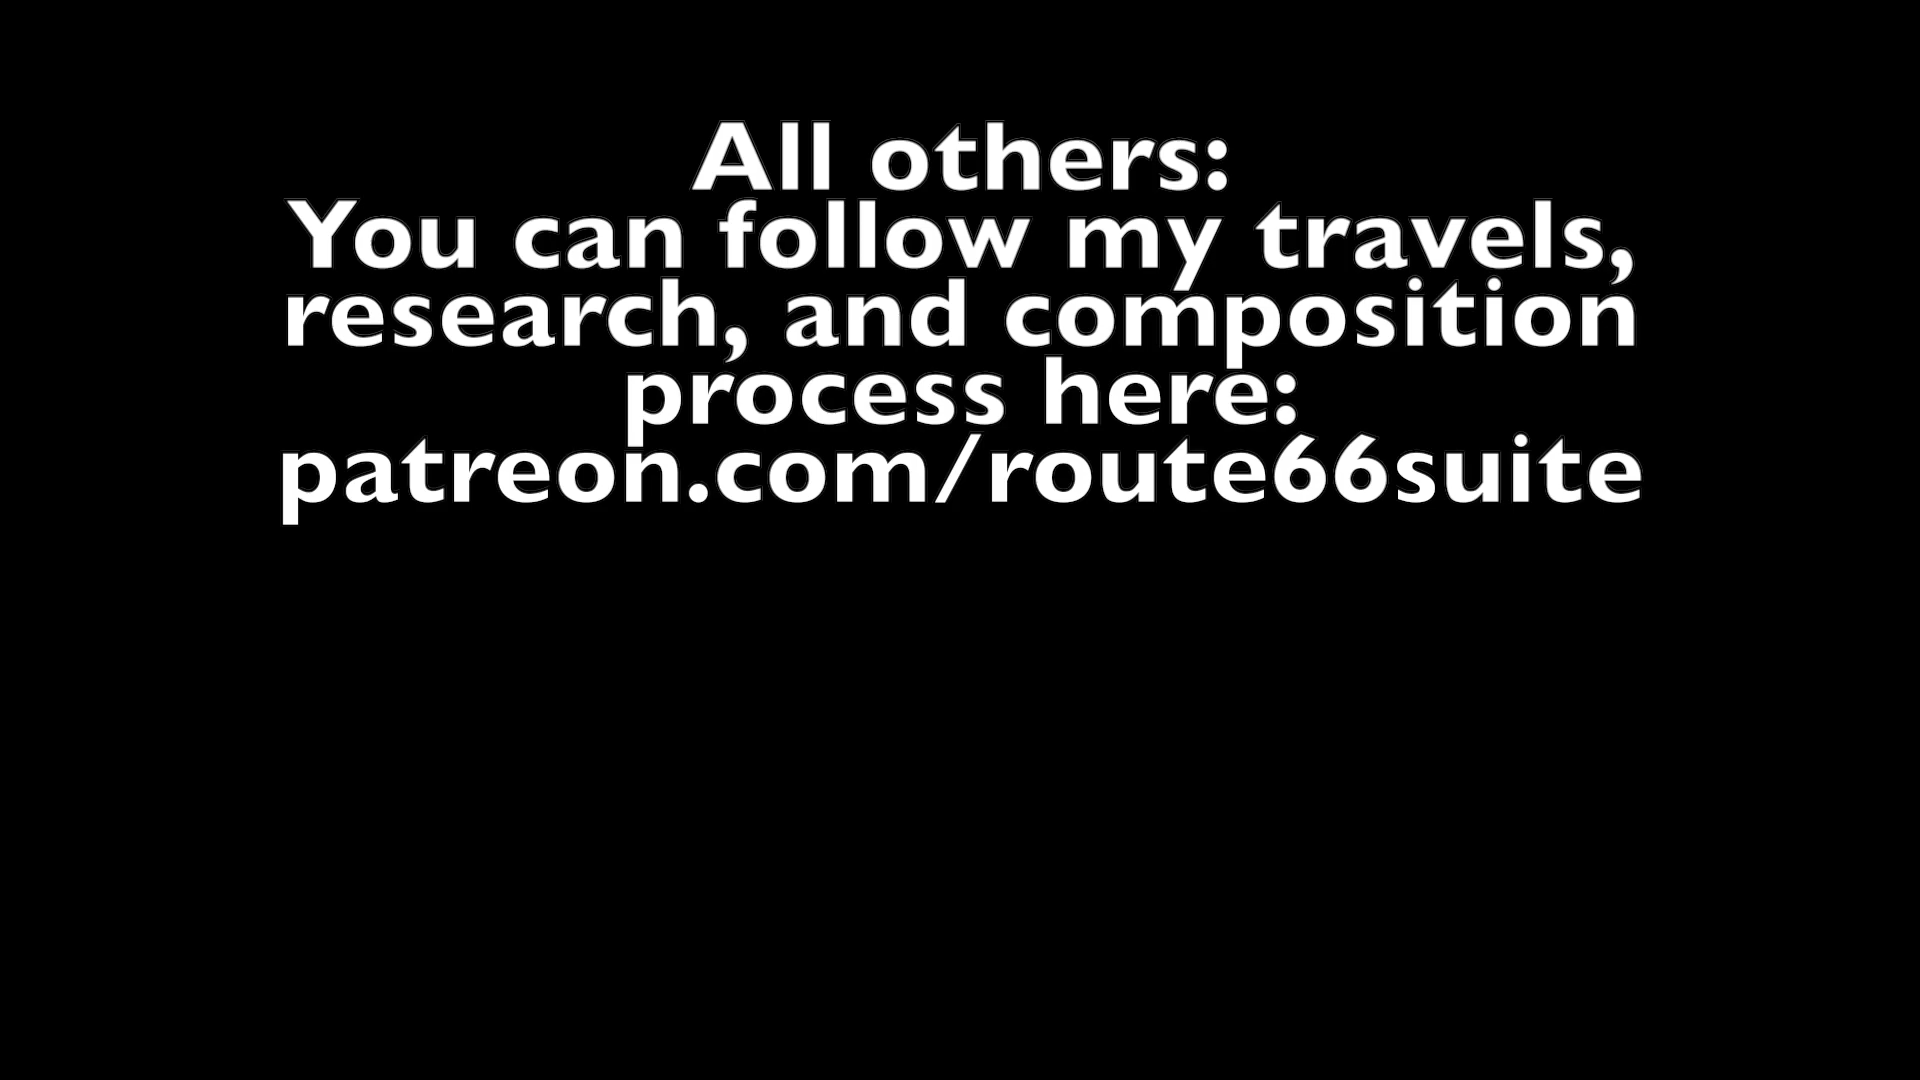 All others:
You can follow my travels,
research, and composition
process here:
patreon.com/route66suite